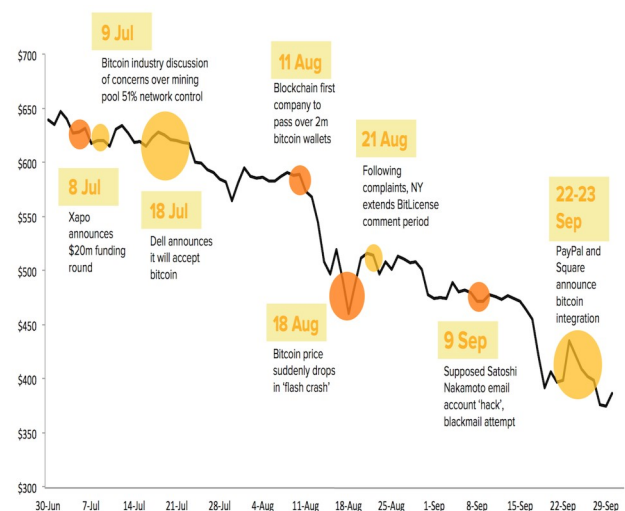 9 Jul
Bitcoin industry discussion
of concerns over mining
pool 51% network control
11 Aug
Blockchain first
company to
pass over 2m
bitcoin wallets
21 Aug
Following
complaints, NY
extends BitLicense
comment period
22-23
Sep
PayPal and
Square
announce
bitcoin
integration
8 Jul
Xapo
announces
$20m funding
round
18 Jul
Dell announces
it will accept
bitcoin
18 Aug
Bitcoin price
suddenly drops
in ‘flash crash’
9 Sep
Supposed Satoshi
Nakamoto email
account ‘hack’,
blackmail attempt
$700
$650
$600
$550
$500
$450
$400
$350
$300
30-Jun 7-Jul 14-Jul 21-Jul 28-Jul 4-Aug 11-Aug 18-Aug 25-Aug 1-Sep 8-Sep 15-Sep 22-Sep 29-Sep